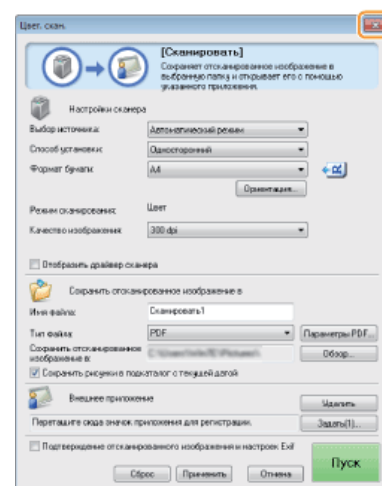 Цвет. скан.
[Сканировать]
Сохраняет отсканированное изображение в
выбранную папку и открывает его с помощью
указанного приложения.
Настройки сканера
Выбор источника: Автоматический режим
Способ установки: Односторонний
Формат бумаги: A4
Ориентация...
Режим сканирования: Цвет
Качество изображения: 300 dpi
Отобразить драйвер сканера
Сохранить отсканированное изображение в
Имя файла: Сканировать1
Тип файла: PDF Параметры PDF...
Сохранить отсканированное
изображение в: Обзор...
Сохранить рисунки в подкаталог с текущей датой
Внешнее приложение Удалить
Перетащите сюда значок приложения для регистрации. Задать(1)...
Подтверждение отсканированного изображения и настроек Exif
Сброс Применить Отмена Пуск